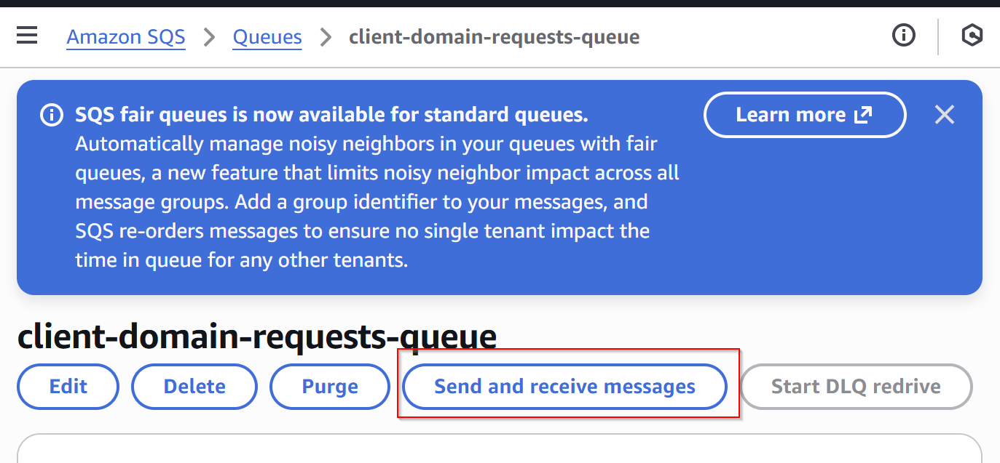 Amazon SQS > Queues > client-domain-requests-queue
SQS fair queues is now available for standard queues.
Learn more
Automatically manage noisy neighbors in your queues with fair
queues, a new feature that limits noisy neighbor impact across all
message groups. Add a group identifier to your messages, and
SQS re-orders messages to ensure no single tenant impact the
time in queue for any other tenants.
client-domain-requests-queue
Edit Delete Purge Send and receive messages Start DLQ redrive